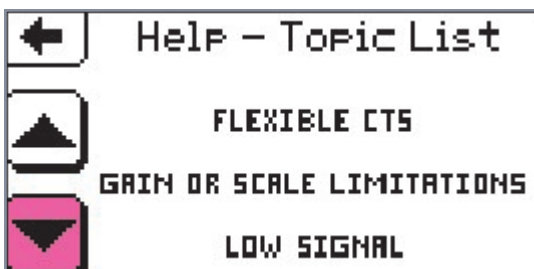 Help - Topic List
FLEXIBLE CTS
GAIN OR SCALE LIMITATIONS
LOW SIGNAL